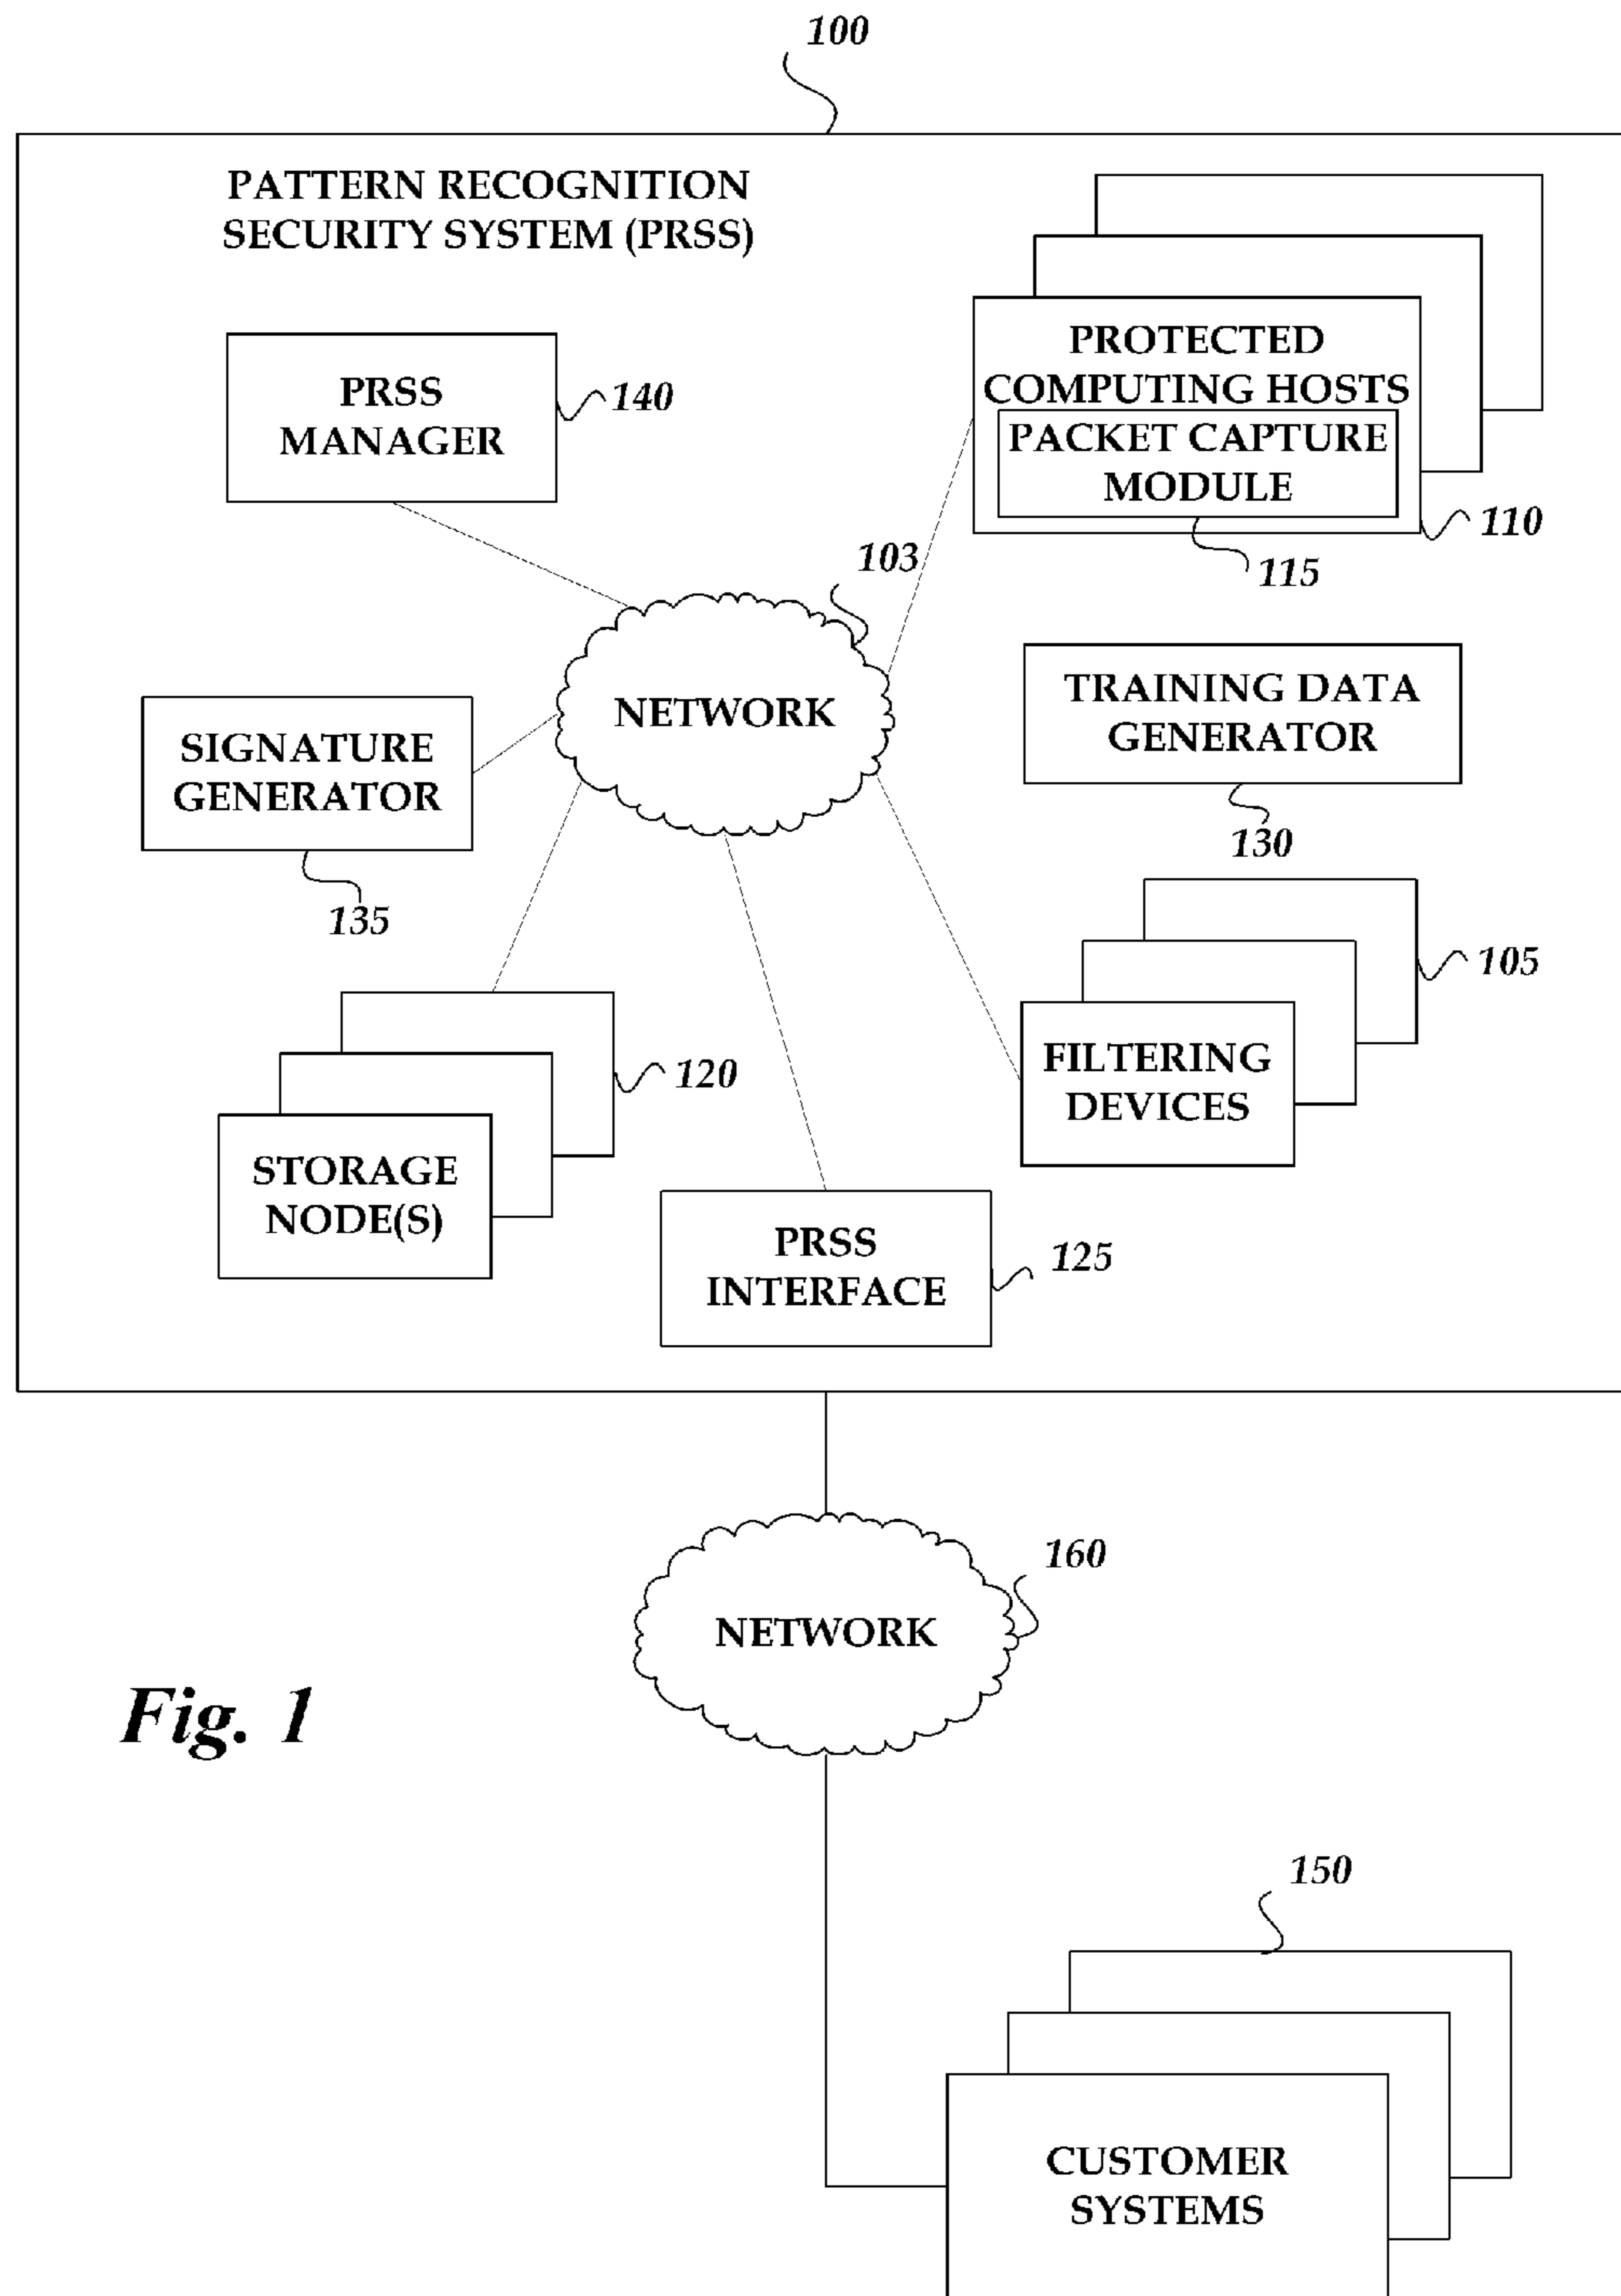 100
PATTERN RECOGNITION
SECURITY SYSTEM (PRSS)
PROTECTED
COMPUTING HOSTS
PACKET CAPTURE
MODULE
110
115
PRSS
MANAGER
140
103
NETWORK
TRAINING DATA
GENERATOR
130
SIGNATURE
GENERATOR
135
105
FILTERING
DEVICES
120
STORAGE
NODE(S)
PRSS
INTERFACE
125
160
NETWORK
Fig. 1
150
CUSTOMER
SYSTEMS